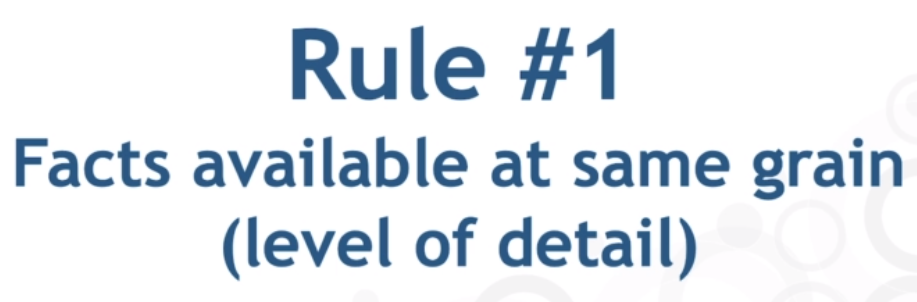 Rule #1
Facts available at same grain
(level of detail)